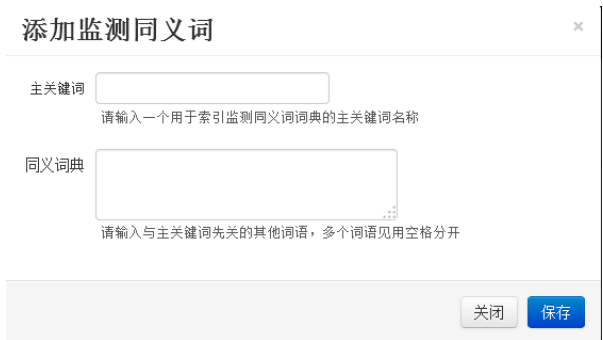 添加监测同义词
×
主关键词
请输入一个用于索引监测同义词词典的主关键词名称
同义词典
请输入与主关键词先关的其他词语，多个词语见用空格分开
关闭 保存